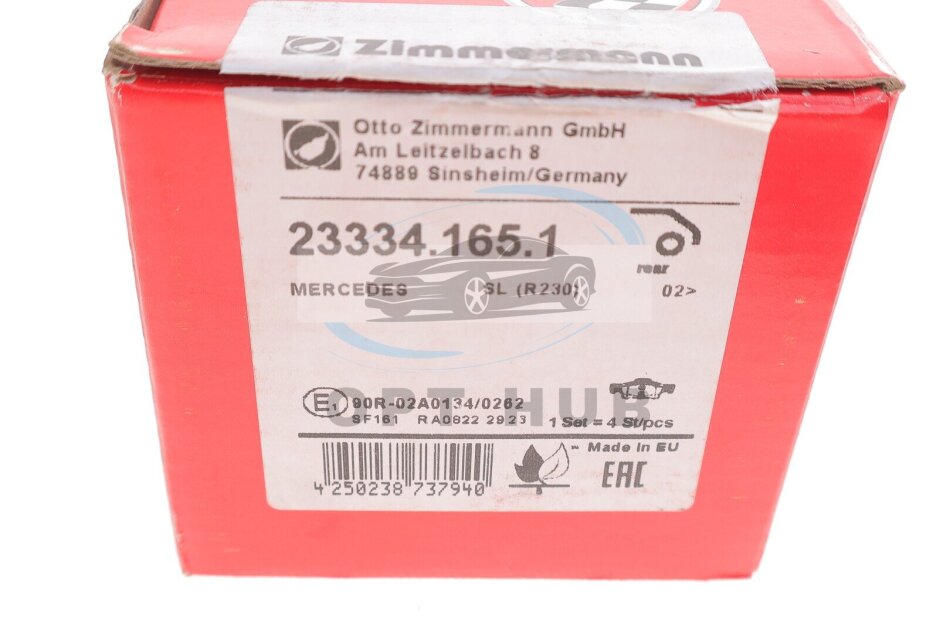 Zimmermann
Otto Zimmermann GmbH
Am Leitzelbach 8
74889 Sinsheim/Germany
23334.165.1
rear
MERCEDES SL (R230) 02>
OPT HUB
E1 90R-02A0134/0262
SF161 RA0822 2923 1 Set = 4 St/pcs
Made in EU
4 250238 737940
EAC